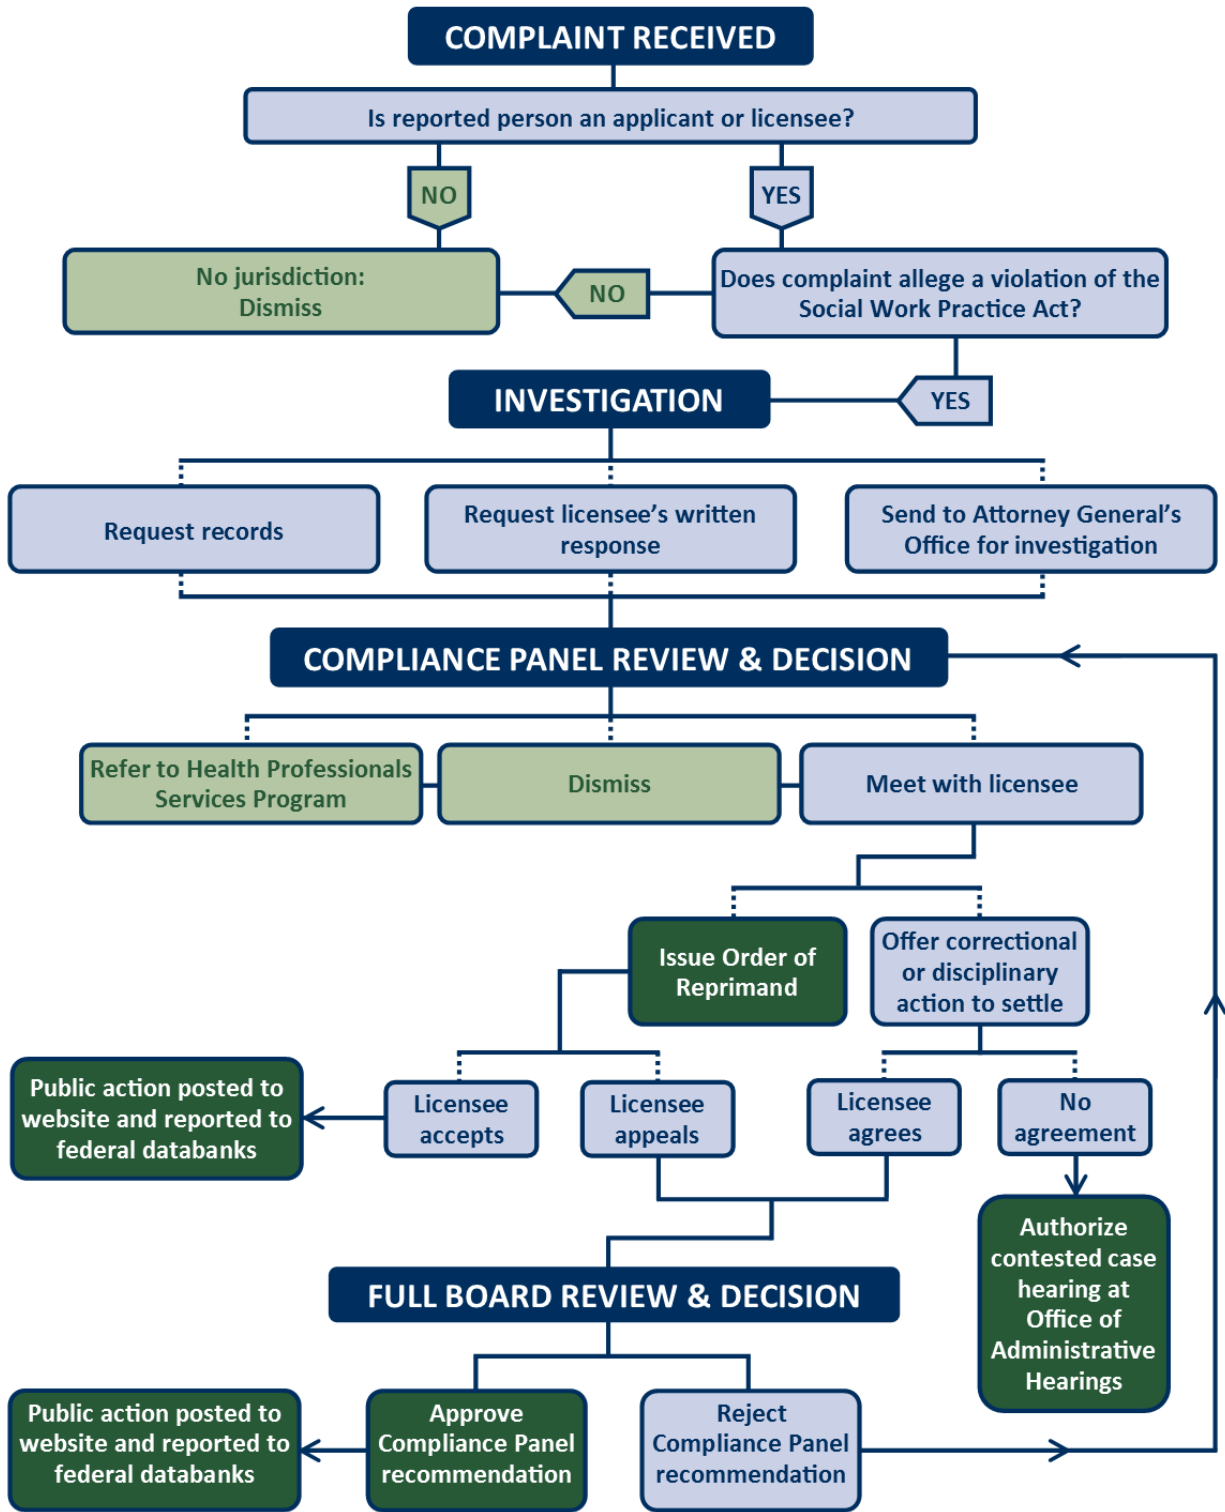 COMPLAINT RECEIVED
Is reported person an applicant or licensee?
NO
YES
No jurisdiction:
Dismiss
NO
Does complaint allege a violation of the
Social Work Practice Act?
YES
INVESTIGATION
Request records
Request licensee’s written
response
Send to Attorney General’s
Office for investigation
COMPLIANCE PANEL REVIEW & DECISION
Refer to Health Professionals
Services Program
Dismiss
Meet with licensee
Issue Order of
Reprimand
Offer correctional
or disciplinary
action to settle
Public action posted to
website and reported to
federal databanks
Licensee
accepts
Licensee
appeals
Licensee
agrees
No
agreement
Authorize
contested case
hearing at
Office of
Administrative
Hearings
FULL BOARD REVIEW & DECISION
Public action posted to
website and reported to
federal databanks
Approve
Compliance Panel
recommendation
Reject
Compliance Panel
recommendation